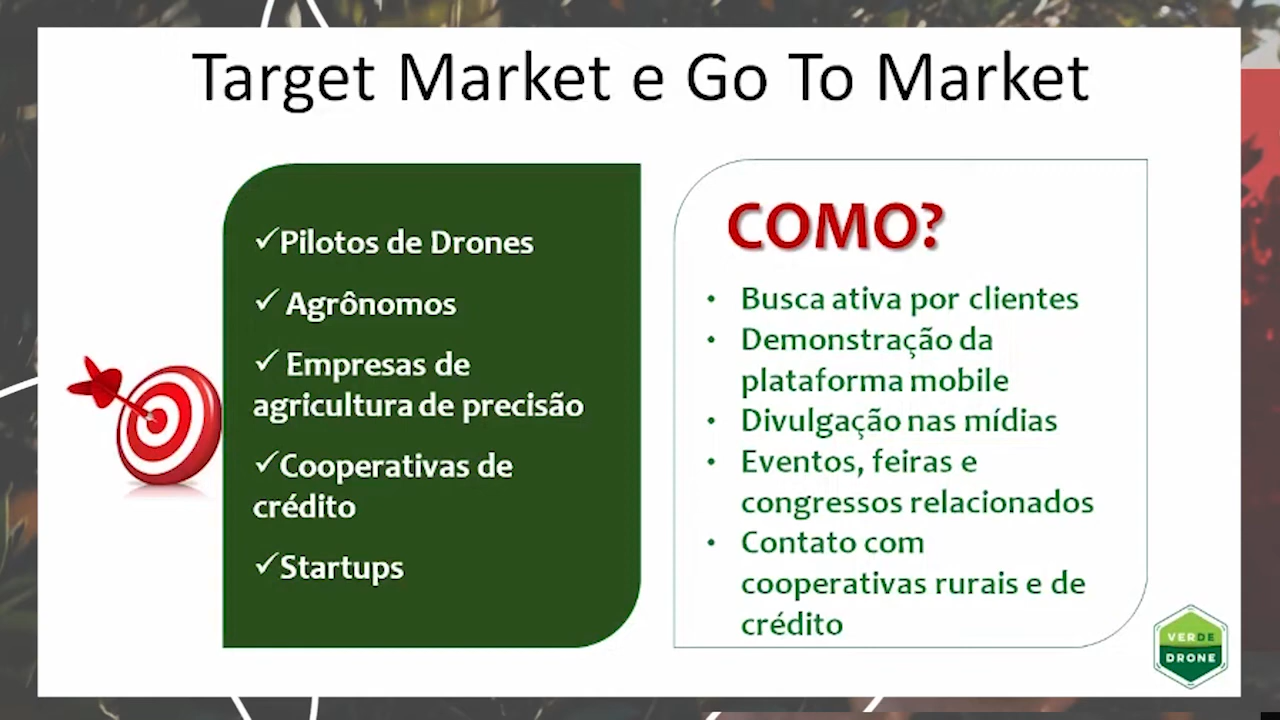 Target Market e Go To Market
✓Pilotos de Drones
✓ Agrônomos
✓ Empresas de
agricultura de precisão
✓Cooperativas de
crédito
✓Startups
COMO?
• Busca ativa por clientes
• Demonstração da
plataforma mobile
• Divulgação nas mídias
• Eventos, feiras e
congressos relacionados
• Contato com
cooperativas rurais e de
crédito
VERDE
DRONE